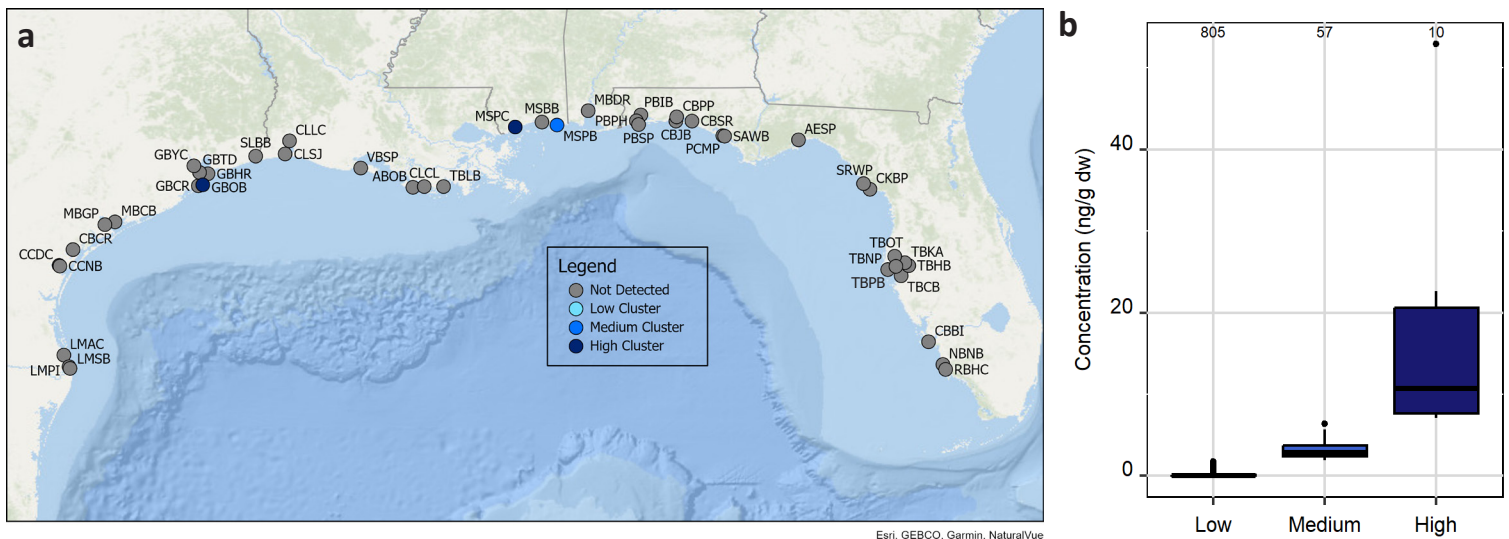 a
MSPC
MSBB
MSPB
MBDR
PBPH
PBIB
PBSP
CBPP
CBJB
CBSR
PCMP
SAWB
AESP
SRWP
CKBP
CLLC
SLBB
CLSJ
GBYC
GBTD
GBHR
GBCR
GBOB
VBSP
ABOB
CLCL
TBLB
MBGP
MBCB
CBCR
CCDC
CCNB
TBOT
TBKA
TBNP
TBHB
TBPB
TBCB
CBBI
NBNB
RBHC
LMAC
LMSB
LMPI
Legend
Not Detected
Low Cluster
Medium Cluster
High Cluster
Esri, GEBCO, Garmin, NaturalVue
b
805 57 10
Concentration (ng/g dw)
40
20
0
Low Medium High